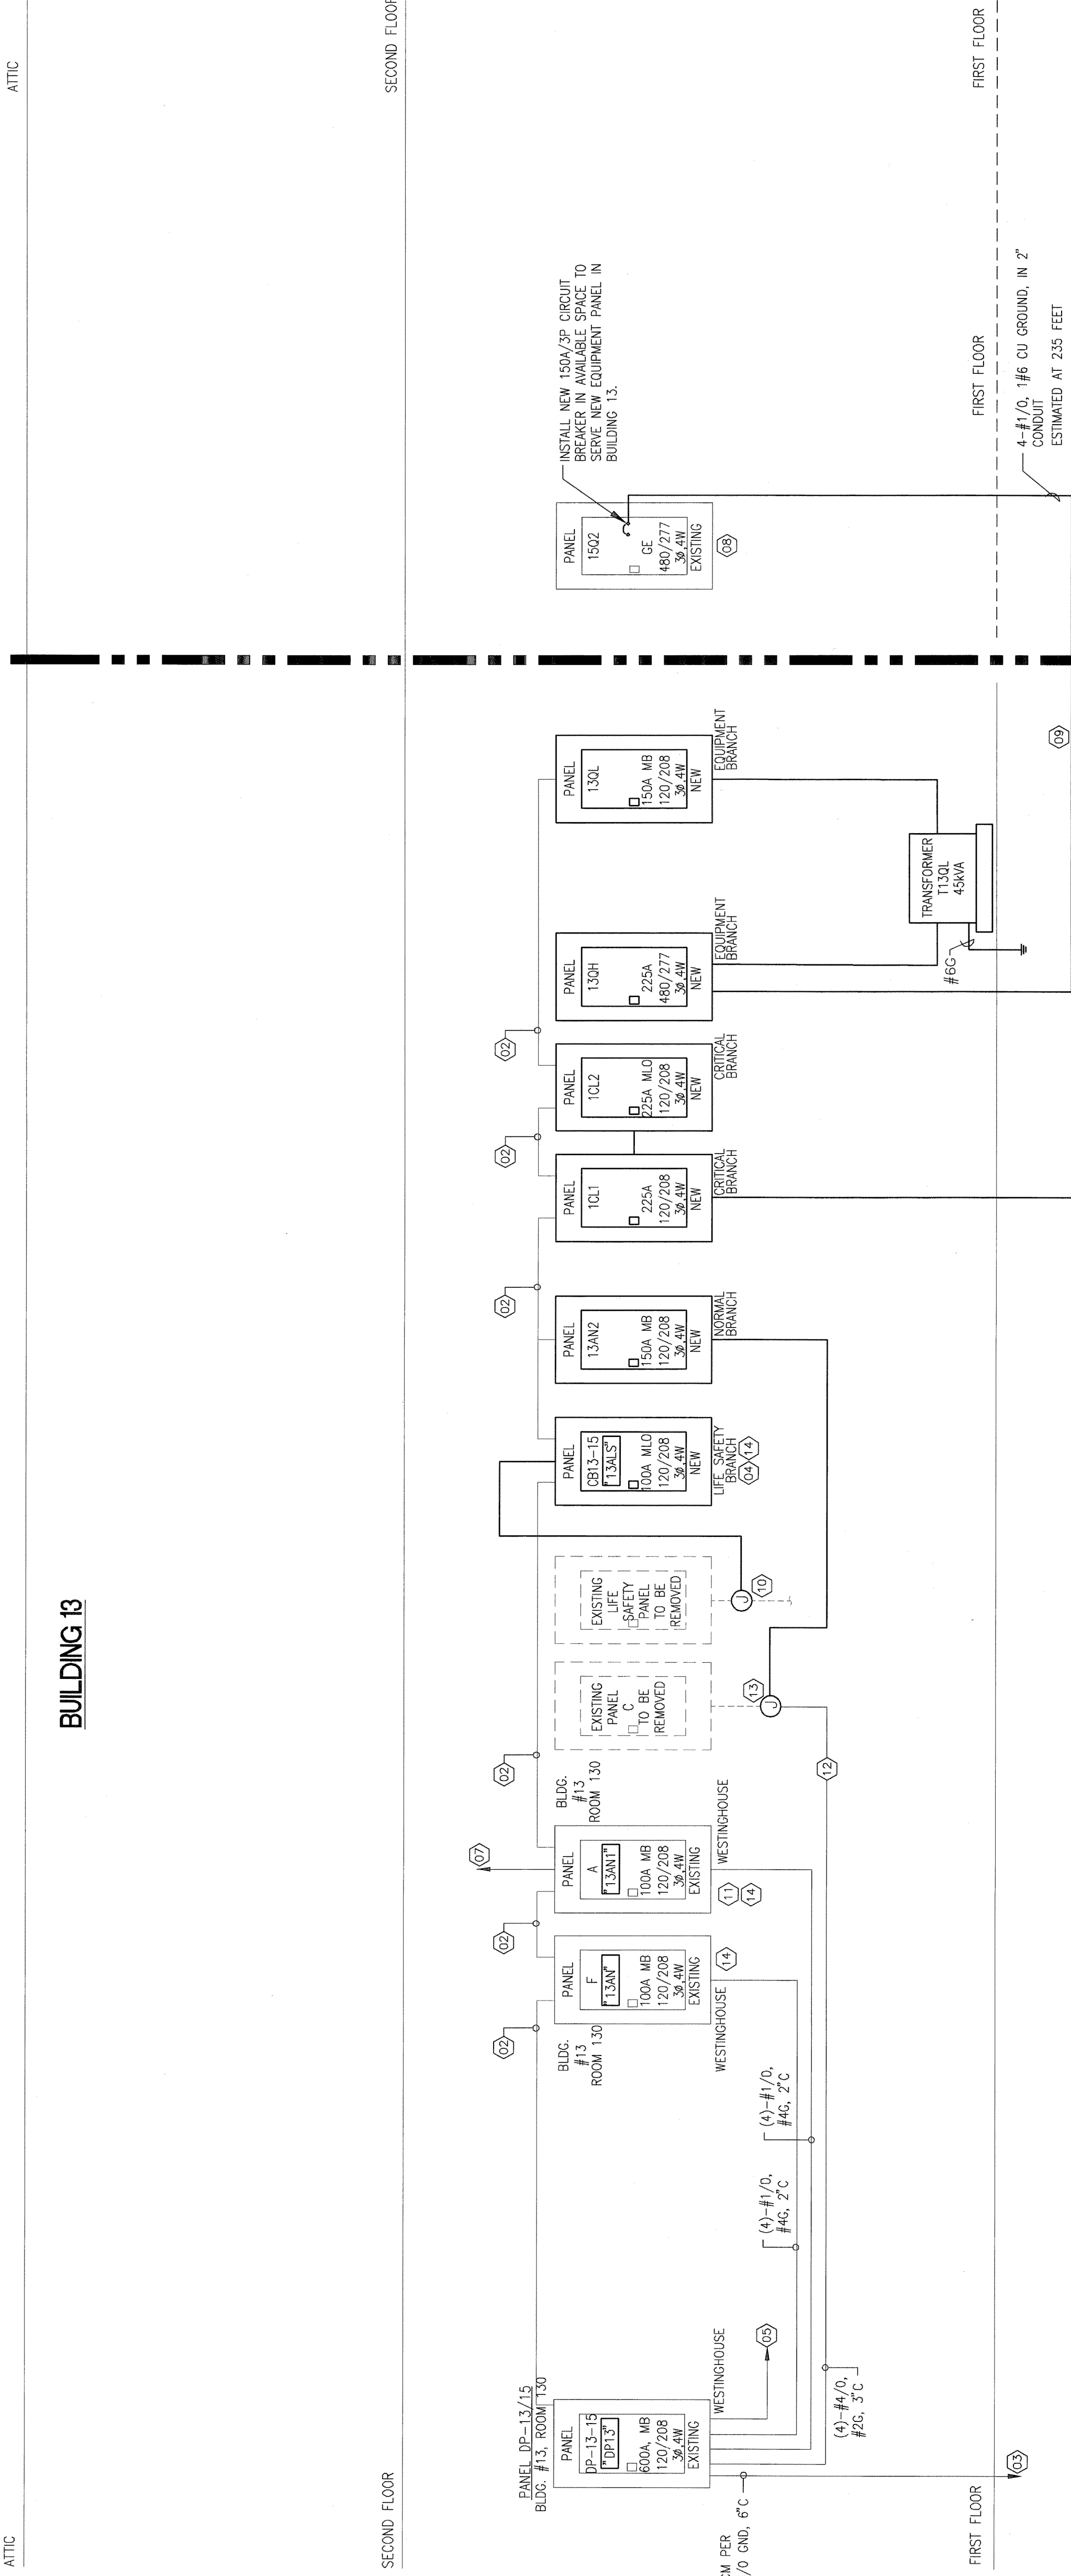 ATTIC
ATTIC
BUILDING 13
SECOND FLOOR
SECOND FLOOR
PANEL DP-13/15
BLDG. #13, ROOM 130
PANEL
DP-13-15
"DP13"
600A, MB
120/208
3Ø,4W
EXISTING
WESTINGHOUSE
05
CM PER
/0 GND, 6"C
03
(4)-#4/0,
#2G, 3"C
(4)-#1/0,
#4G, 2"C
(4)-#1/0,
#4G, 2"C
02
BLDG.
#13
ROOM 130
PANEL
F
"13AN"
100A MB
120/208
3Ø,4W
EXISTING
WESTINGHOUSE
14
02
07
BLDG.
#13
ROOM 130
PANEL
A
"13AN1"
100A MB
120/208
3Ø,4W
EXISTING
WESTINGHOUSE
11
14
02
12
EXISTING
PANEL
C
TO BE
REMOVED
13
J
EXISTING
LIFE
SAFETY
PANEL
TO BE
REMOVED
10
J
PANEL
CB13-15
"13ALS"
100A MLO
120/208
3Ø,4W
NEW
LIFE SAFETY
BRANCH
04
14
PANEL
13AN2
150A MB
120/208
3Ø,4W
NEW
NORMAL
BRANCH
02
PANEL
1CL1
225A
120/208
3Ø,4W
NEW
CRITICAL
BRANCH
02
PANEL
1CL2
225A MLO
120/208
3Ø,4W
NEW
CRITICAL
BRANCH
02
PANEL
13QH
225A
480/277
3Ø,4W
NEW
EQUIPMENT
BRANCH
#6G
TRANSFORMER
T13QL
45kVA
PANEL
13QL
150A MB
120/208
3Ø,4W
NEW
EQUIPMENT
BRANCH
09
PANEL
15Q2
GE
480/277
3Ø,4W
EXISTING
08
INSTALL NEW 150A/3P CIRCUIT
BREAKER IN AVAILABLE SPACE TO
SERVE NEW EQUIPMENT PANEL IN
BUILDING 13.
FIRST FLOOR
FIRST FLOOR
FIRST FLOOR
4-#1/0, 1#6 CU GROUND, IN 2"
CONDUIT
ESTIMATED AT 235 FEET